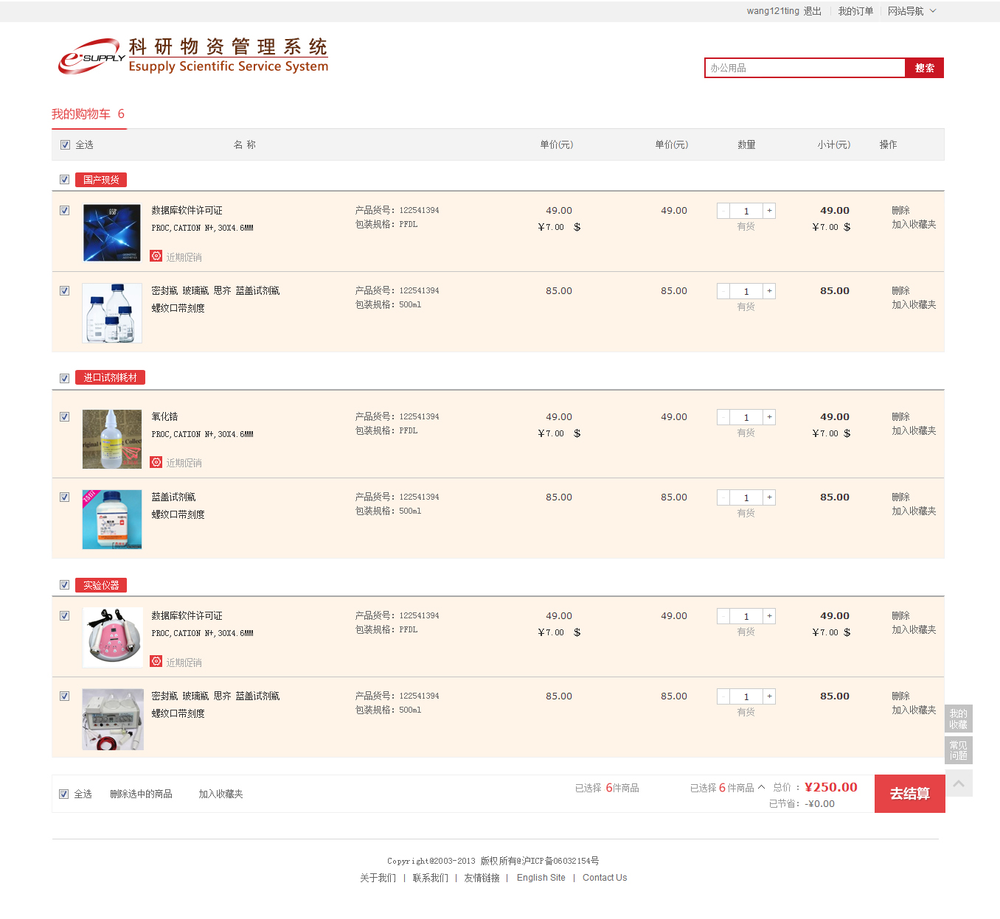 wang121ting 退出 我的订单 网站导航
e·SUPPLY 科研物资管理系统
Esupply Scientific Service System
办公用品 搜索
我的购物车 6
全选 名 称 单价(元) 单价(元) 数量 小计(元) 操作
国产现货
数据库软件许可证 产品货号：122541394 49.00 49.00 - 1 + 49.00 删除
PROC,CATION N+,30X4.6MM 包装规格：PFDL ¥7.00 $ 有货 ¥7.00 $ 加入收藏夹
近期促销
密封瓶 玻璃瓶 思齐 蓝盖试剂瓶 产品货号：122541394 85.00 85.00 - 1 + 85.00 删除
螺纹口带刻度 包装规格：500ml 有货 加入收藏夹
进口试剂耗材
氧化锆 产品货号：122541394 49.00 49.00 - 1 + 49.00 删除
PROC,CATION N+,30X4.6MM 包装规格：PFDL ¥7.00 $ 有货 ¥7.00 $ 加入收藏夹
近期促销
蓝盖试剂瓶 产品货号：122541394 85.00 85.00 - 1 + 85.00 删除
螺纹口带刻度 包装规格：500ml 有货 加入收藏夹
实验仪器
数据库软件许可证 产品货号：122541394 49.00 49.00 - 1 + 49.00 删除
PROC,CATION N+,30X4.6MM 包装规格：PFDL ¥7.00 $ 有货 ¥7.00 $ 加入收藏夹
近期促销
密封瓶 玻璃瓶 思齐 蓝盖试剂瓶 产品货号：122541394 85.00 85.00 - 1 + 85.00 删除
螺纹口带刻度 包装规格：500ml 有货 加入收藏夹
我的
收藏
常见
问题
全选 删除选中的商品 加入收藏夹 已选择 6件商品 已选择 6 件商品 总价 ：¥250.00 去结算
已节省：-¥0.00
Copyright@2003-2013 版权所有@沪ICP备06032154号
关于我们 | 联系我们 | 友情链接 | English Site | Contact Us